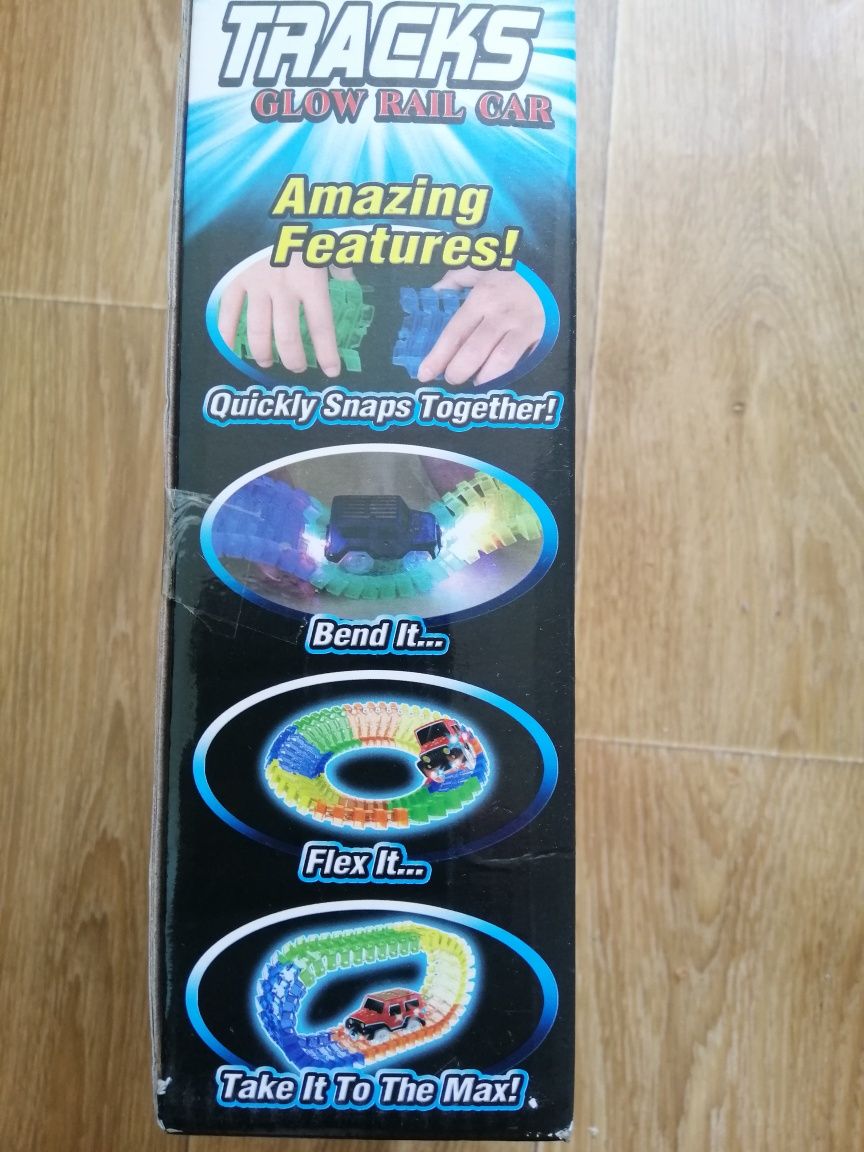 TRACKS
GLOW RAIL CAR
Amazing
Features!
Quickly Snaps Together!
Bend It...
Flex It...
Take It To The Max!